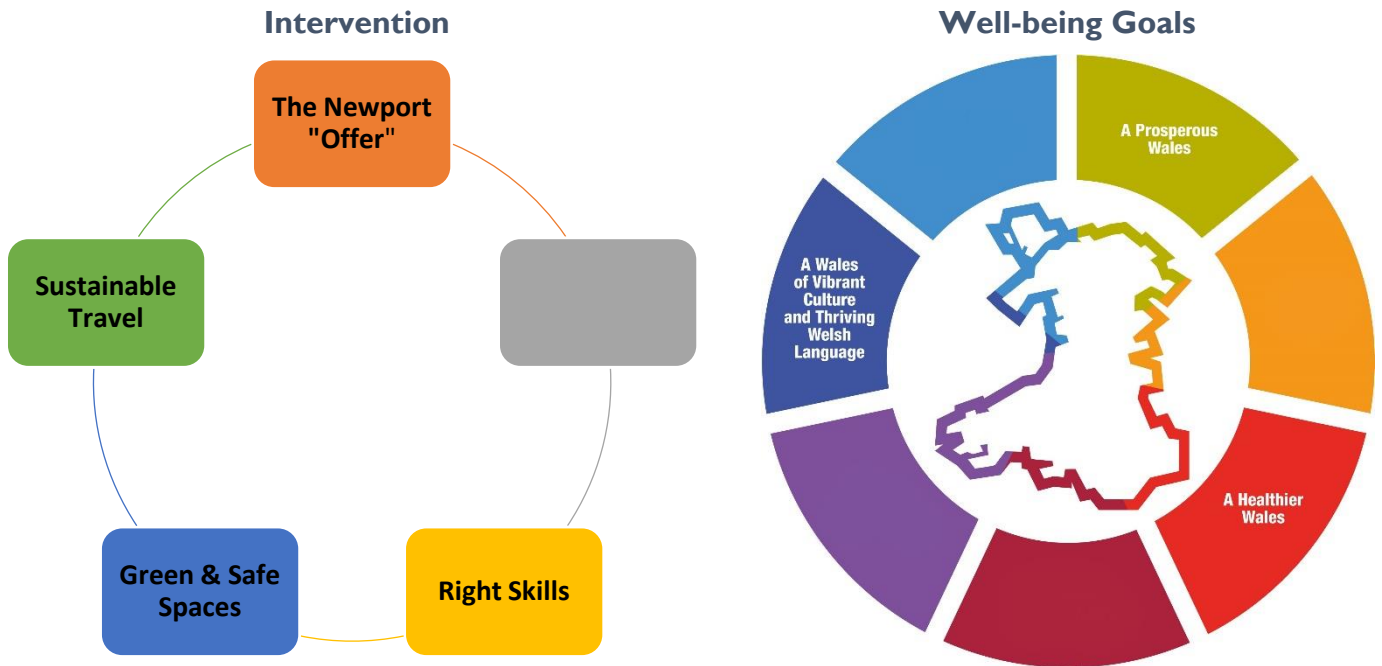 Intervention
The Newport
"Offer"
Sustainable
Travel
Green & Safe
Spaces
Right Skills
Well-being Goals
A Prosperous
Wales
A Healthier
Wales
A Wales
of Vibrant
Culture
and Thriving
Welsh
Language